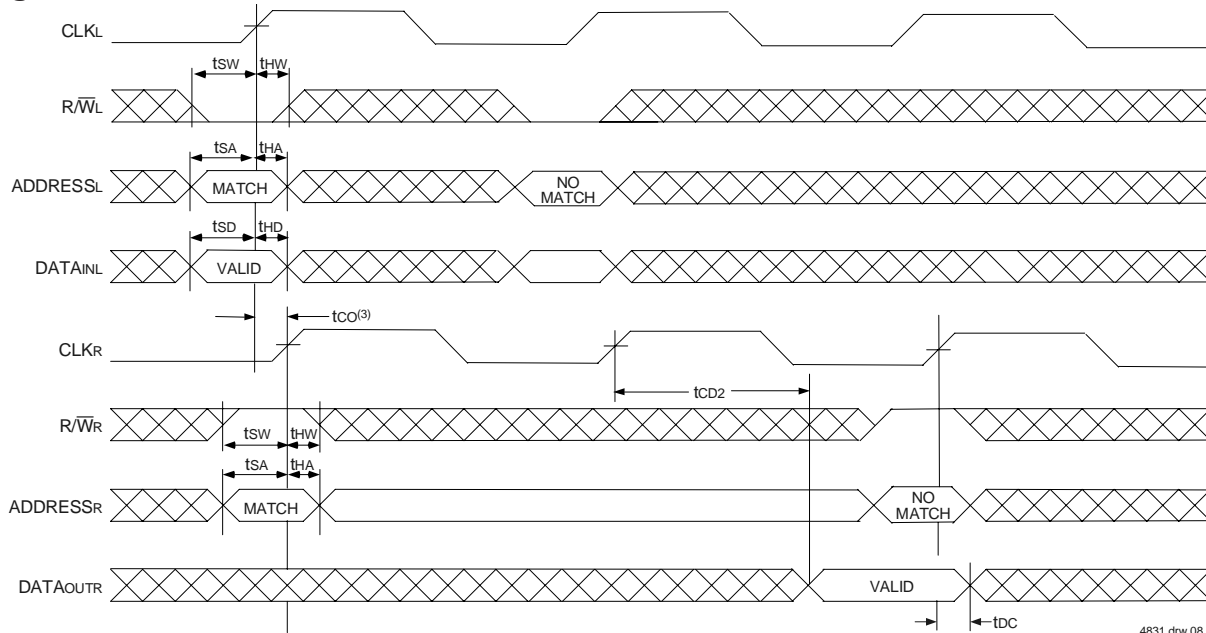 CLKL
tSW tHW
R/W̅L
tSA tHA
ADDRESSL MATCH NO MATCH
tSD tHD
DATAINL VALID
tCO(3)
CLKR
tCD2
R/W̅R
tSW tHW
tSA tHA
ADDRESSR MATCH NO MATCH
DATAOUTR VALID
tDC
4831 drw 08